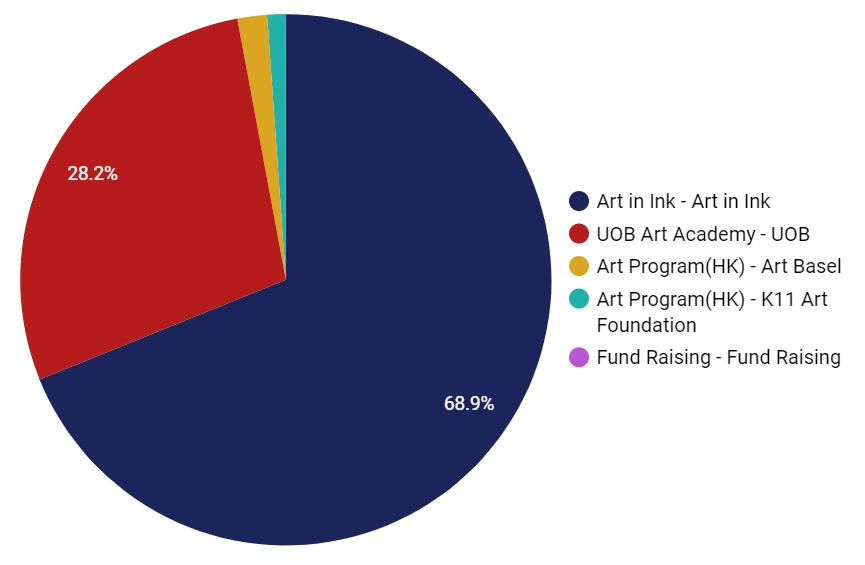 28.2%
68.9%
Art in Ink - Art in Ink
UOB Art Academy - UOB
Art Program(HK) - Art Basel
Art Program(HK) - K11 Art
Foundation
Fund Raising - Fund Raising